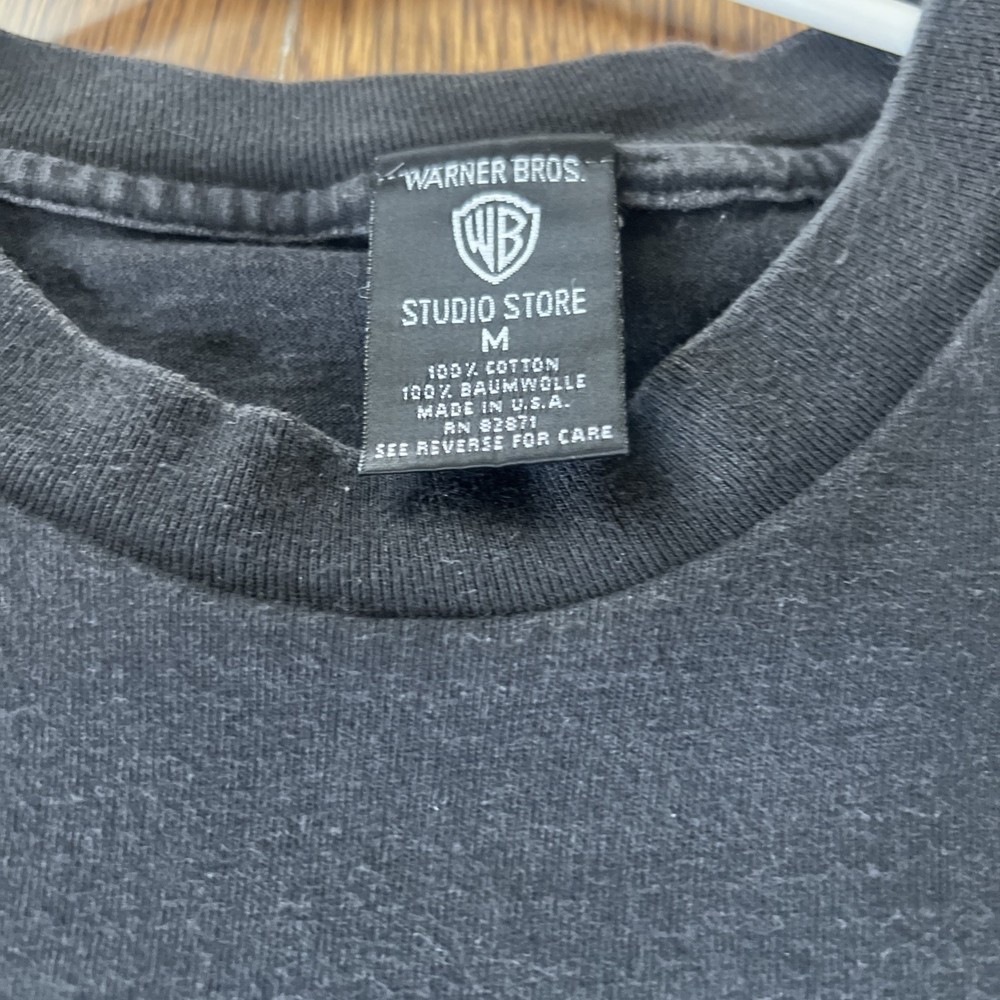 WARNER BROS.
WB
STUDIO STORE
M
100% COTTON
100% BAUMWOLLE
MADE IN U.S.A.
RN 82871
SEE REVERSE FOR CARE